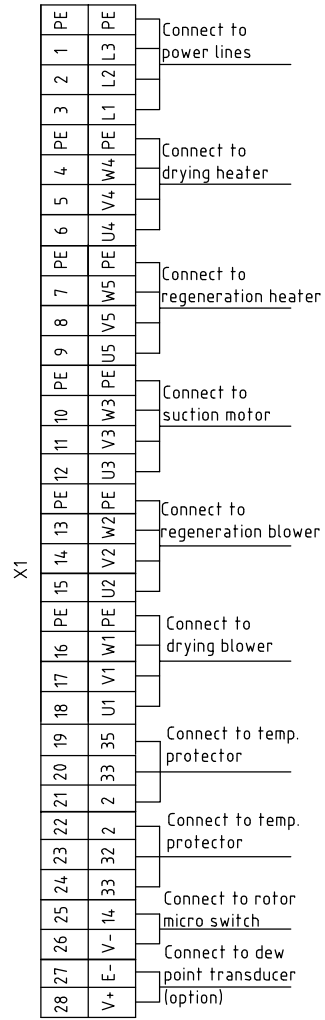 X1
PE PE
1 L3
2 L2
3 L1
Connect to
power lines
PE PE
4 W4
5 V4
6 U4
Connect to
drying heater
PE PE
7 W5
8 V5
9 U5
Connect to
regeneration heater
PE PE
10 W3
11 V3
12 U3
Connect to
suction motor
PE PE
13 W2
14 V2
15 U2
Connect to
regeneration blower
PE PE
16 W1
17 V1
18 U1
Connect to
drying blower
19 35
20 33
21 2
Connect to temp.
protector
22 2
23 32
24 33
Connect to temp.
protector
25 14
26 V-
Connect to rotor
micro switch
27 E-
28 V+
Connect to dew
point transducer
(option)